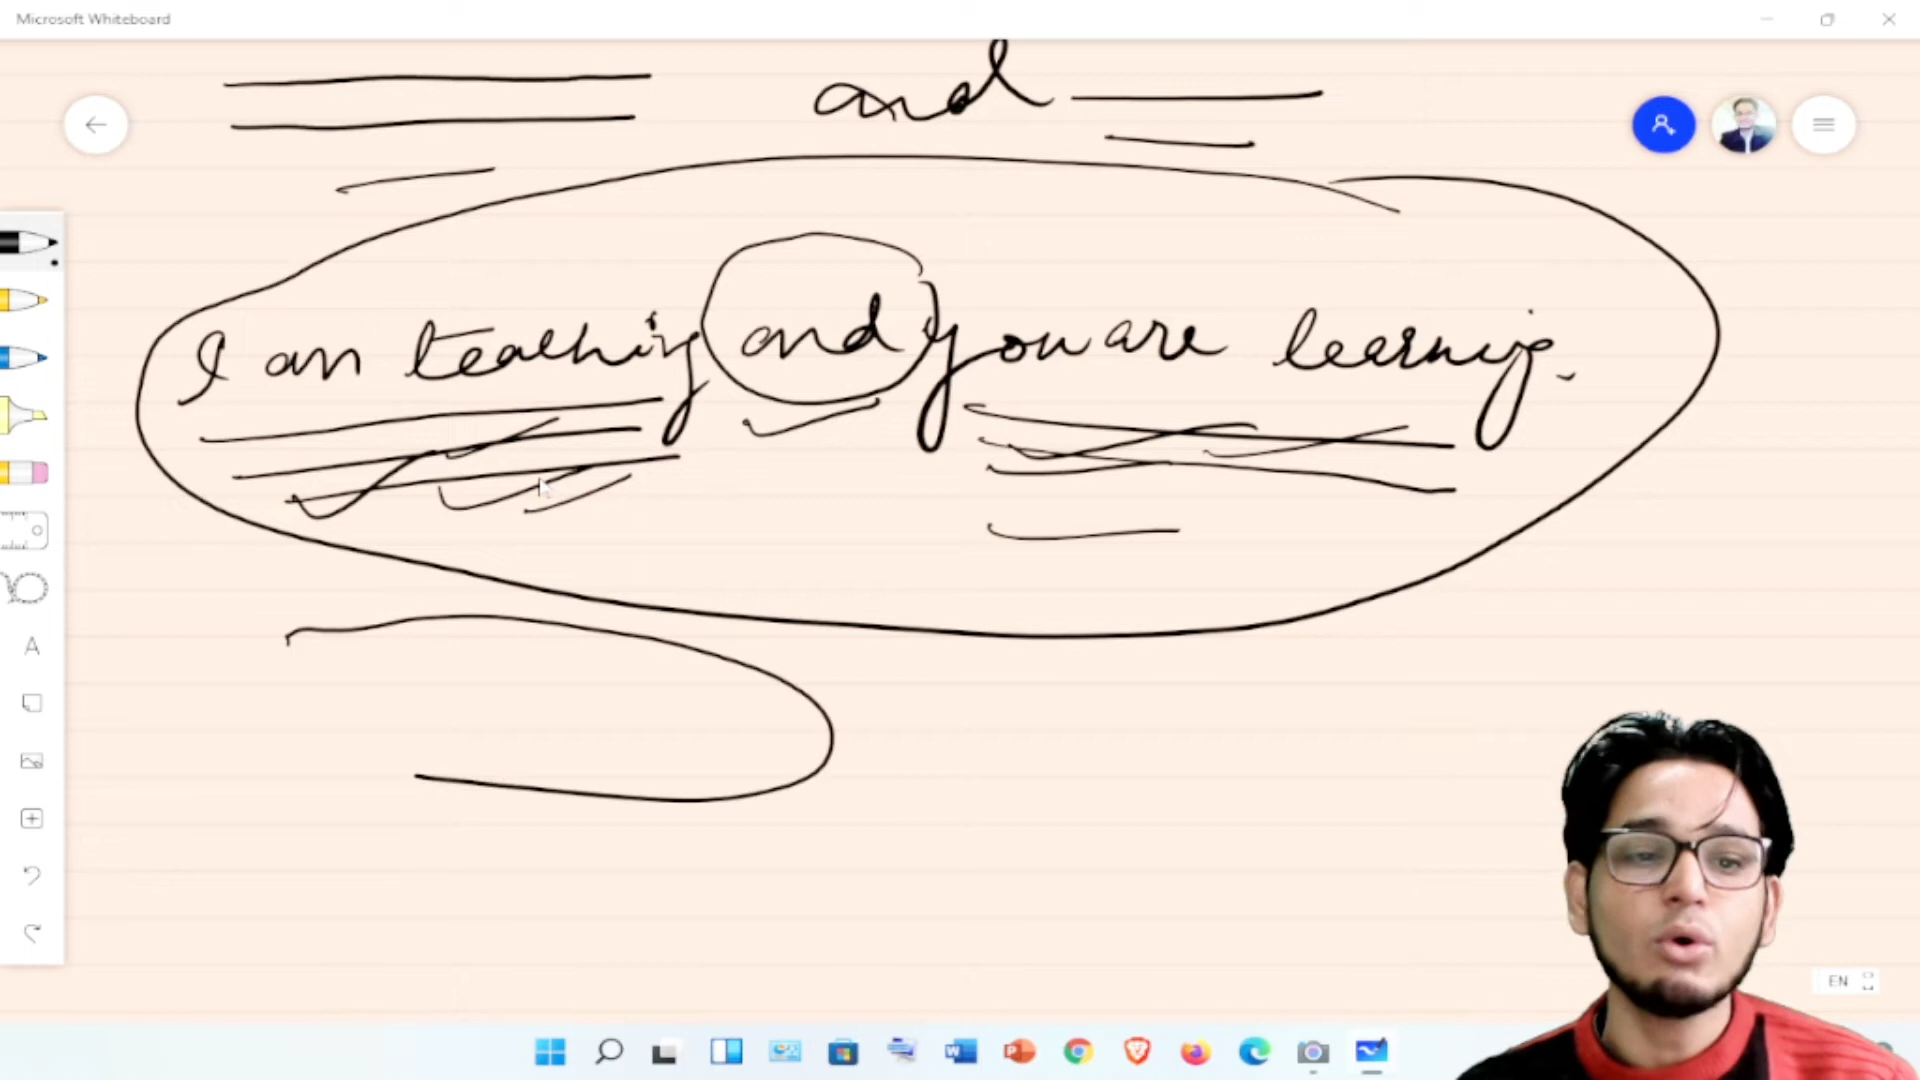 Microsoft Whiteboard
and
I am teaching and you are learning.
A
EN